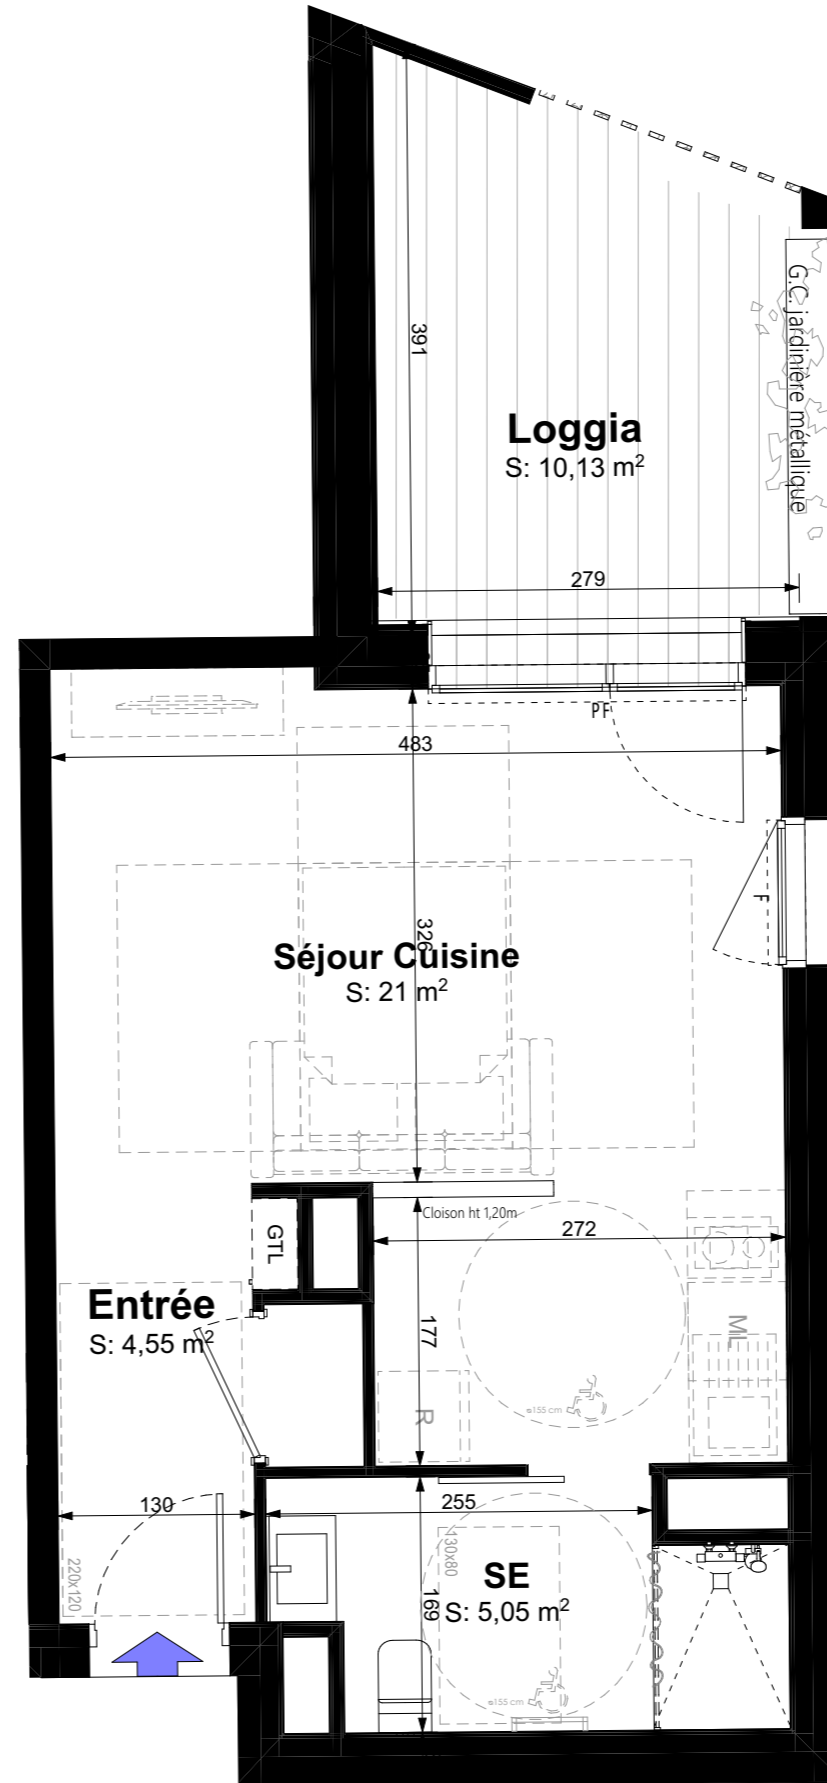 G.C. jardinière métallique
391
Loggia
S: 10,13 m²
279
PF
483
F
326
Séjour Cuisine
S: 21 m²
Cloison ht 1,20m
GTL
272
Entrée
S: 4,55 m²
177
ML
R
ø155 cm
130
255
220x120
130x80
SE
S: 5,05 m²
169
ø155 cm